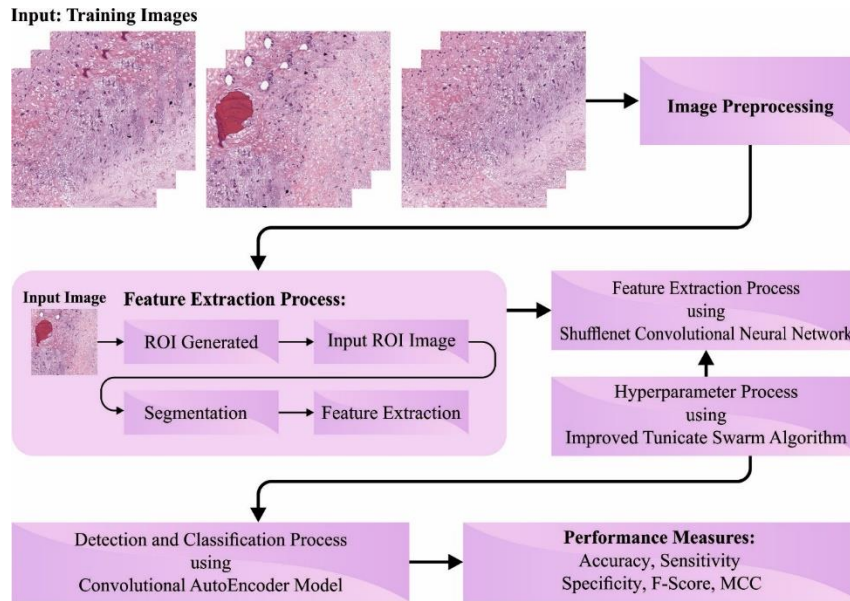 Input: Training Images
Image Preprocessing
Input Image
Feature Extraction Process:
ROI Generated
Input ROI Image
Segmentation
Feature Extraction
Feature Extraction Process
using
Shufflenet Convolutional Neural Network
Hyperparameter Process
using
Improved Tunicate Swarm Algorithm
Detection and Classification Process
using
Convolutional AutoEncoder Model
Performance Measures:
Accuracy, Sensitivity
Specificity, F-Score, MCC